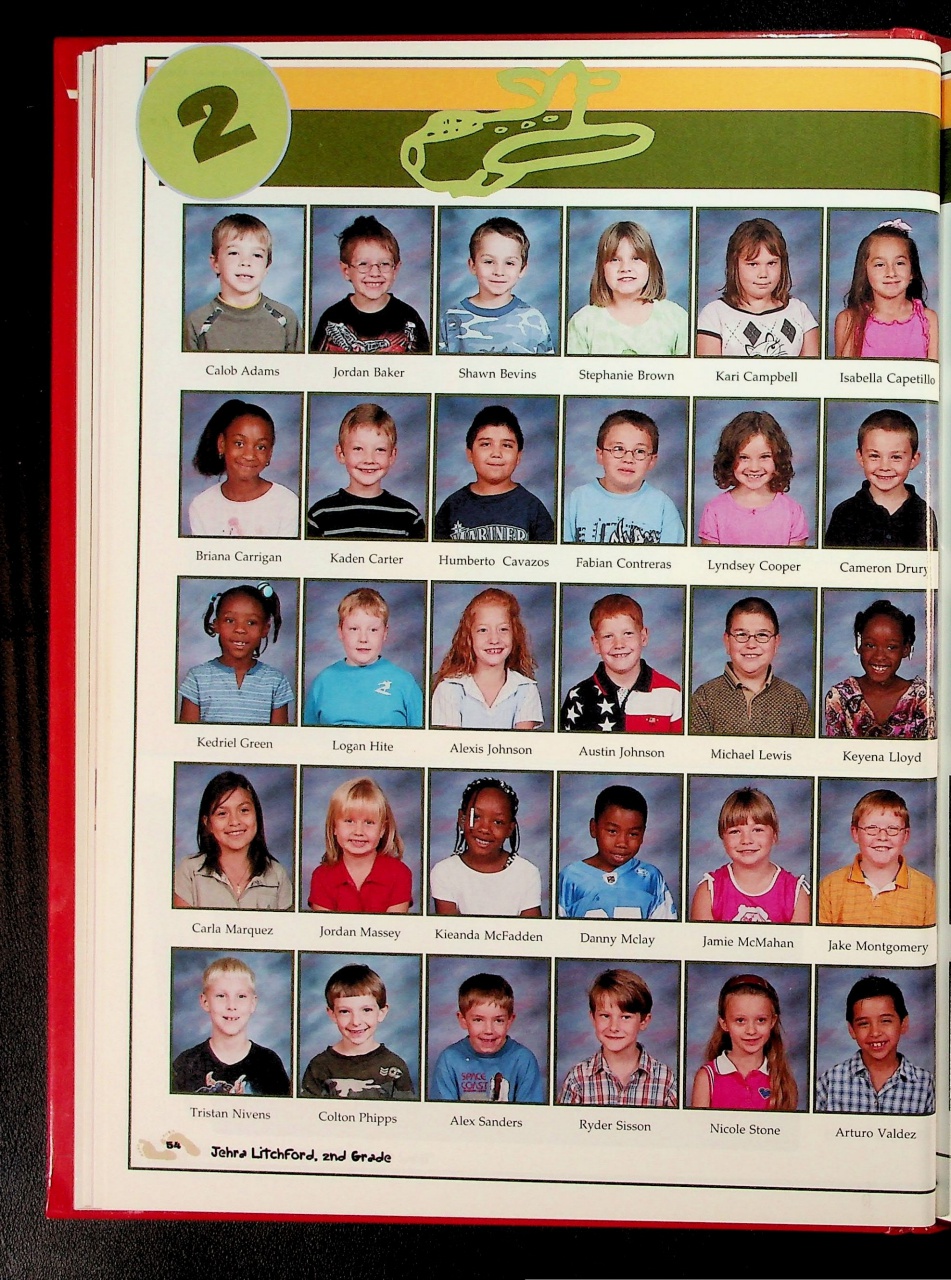 2
Calob Adams
Jordan Baker
Shawn Bevins
Stephanie Brown
Kari Campbell
Isabella Capetillo
MARINER
Briana Carrigan
Kaden Carter
Humberto Cavazos
Fabian Contreras
Lyndsey Cooper
Cameron Drury
Kedriel Green
Logan Hite
Alexis Johnson
Austin Johnson
Michael Lewis
Keyena Lloyd
Carla Marquez
Jordan Massey
Kieanda McFadden
Danny Mclay
Jamie McMahan
Jake Montgomery
SPACE
COAST
Tristan Nivens
Colton Phipps
Alex Sanders
Ryder Sisson
Nicole Stone
Arturo Valdez
54 Jehra Litchford, 2nd Grade